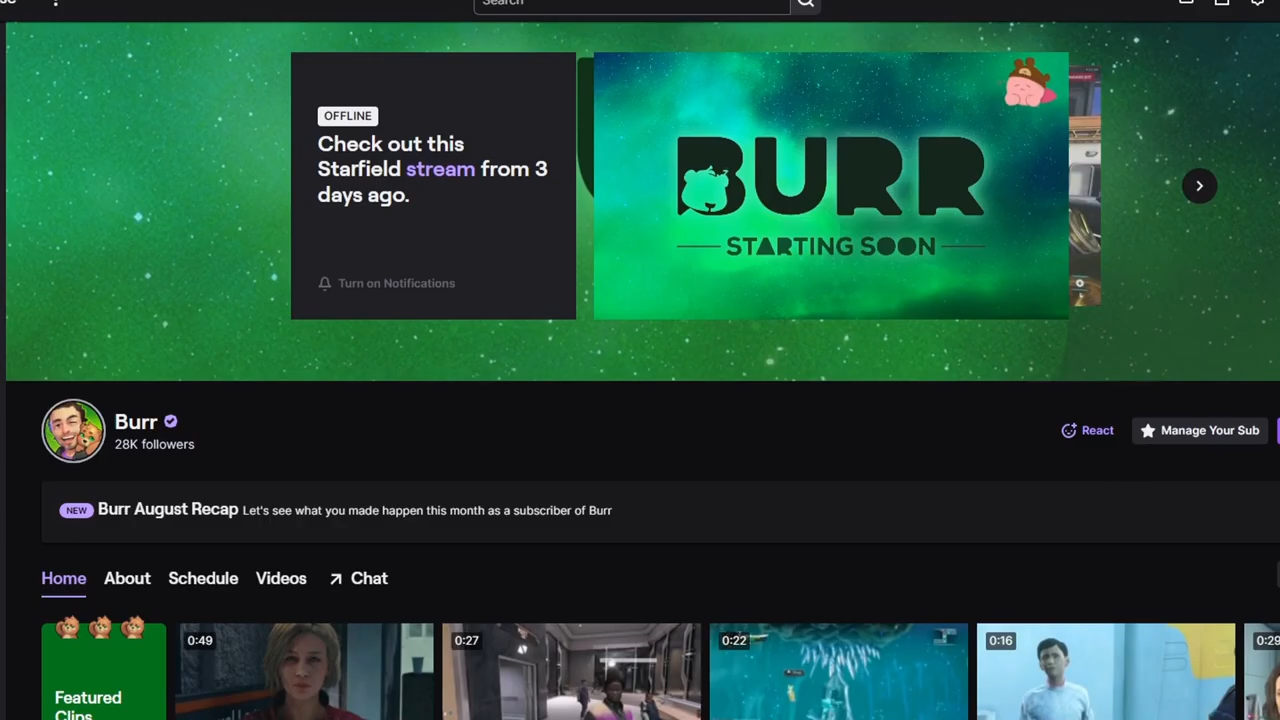 Search
OFFLINE
Check out this
Starfield stream from 3
days ago.
Turn on Notifications
BURR
STARTING SOON
Burr
28K followers
React
Manage Your Sub
NEW Burr August Recap Let's see what you made happen this month as a subscriber of Burr
Home About Schedule Videos Chat
0:49
0:27
0:22
0:16
0:29
Featured
Clips